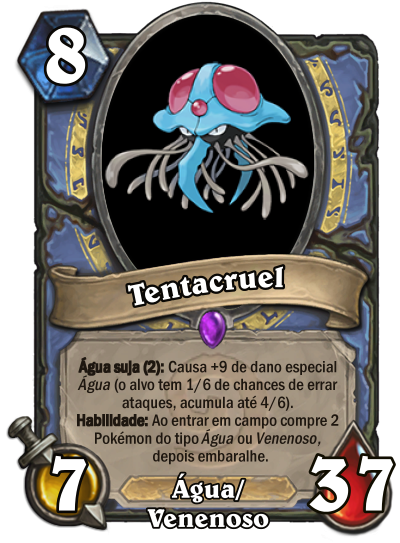 8
Tentacruel
Água suja (2): Causa +9 de dano especial
Água (o alvo tem 1/6 de chances de errar
ataques, acumula até 4/6).
Habilidade: Ao entrar em campo compre 2
Pokémon do tipo Água ou Venenoso,
depois embaralhe.
7
Água/
Venenoso
37